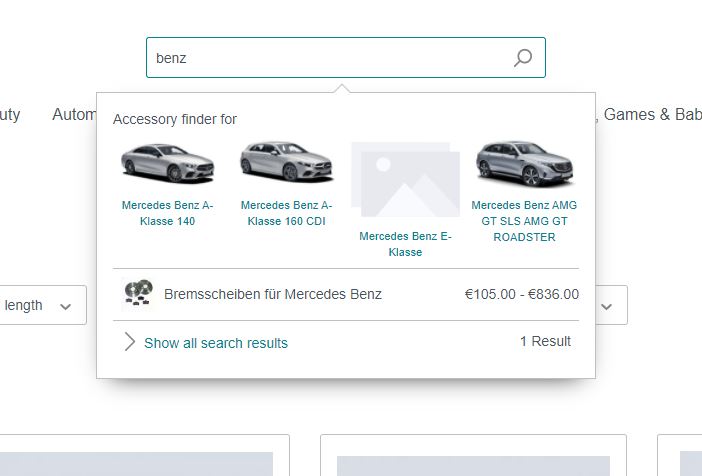 benz
uty
Autom
, Games & Bab
Accessory finder for
Mercedes Benz A-
Klasse 140
Mercedes Benz A-
Klasse 160 CDI
Mercedes Benz E-
Klasse
Mercedes Benz AMG
GT SLS AMG GT
ROADSTER
length
Bremsscheiben für Mercedes Benz €105.00 - €836.00
Show all search results 1 Result